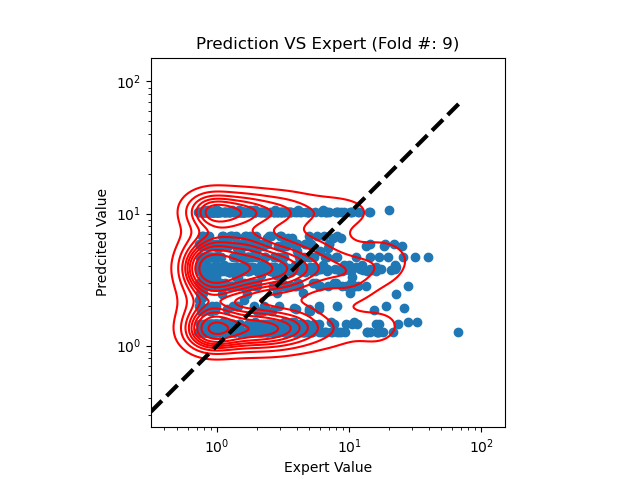 Prediction VS Expert (Fold #: 9)
Predcited Value
10²
10¹
10⁰
10⁰ 10¹ 10²
Expert Value